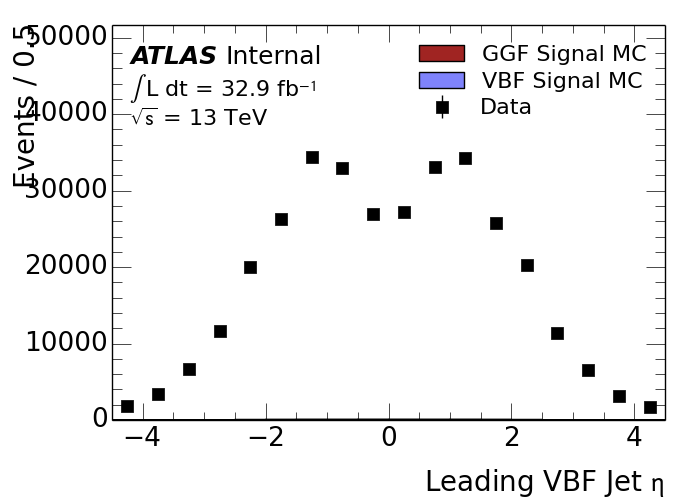 ATLAS Internal
∫L dt = 32.9 fb⁻¹
√s = 13 TeV
GGF Signal MC
VBF Signal MC
Data
Events / 0.5
50000
40000
30000
20000
10000
0
−4 −2 0 2 4
Leading VBF Jet η